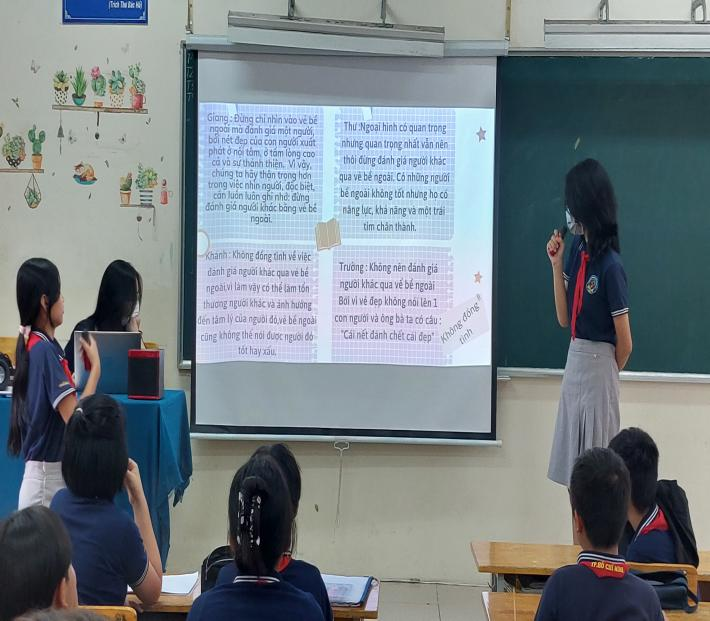 (Trích Thơ Bác Hồ)
Giang : Đừng chỉ nhìn vào vẻ bề
ngoài mà đánh giá một người,
bởi nét đẹp của con người xuất
phát ở nội tâm, ở tấm lòng cao
cả và sự thánh thiện. Vì vậy,
chúng ta hãy thận trọng hơn
trong việc nhìn người, đặc biệt,
cần luôn luôn ghi nhớ: đừng
đánh giá người khác bằng vẻ bề
ngoài.
Thư :Ngoại hình có quan trọng
nhưng quan trọng nhất vẫn nên
thôi đừng đánh giá người khác
qua vẻ bề ngoài. Có những người
bề ngoài không tốt nhưng họ có
năng lực, khả năng và một trái
tim chân thành.
Khánh : Không đồng tình về việc
đánh giá người khác qua vẻ bề
ngoài,vì làm vậy có thể làm tổn
thương người khác và ảnh hưởng
đến tâm lý của người đó,vẻ bề ngoài
cũng không thể nói được người đó
tốt hay xấu.
Trường : Không nên đánh giá
người khác qua vẻ bề ngoài
Bởi vì vẻ đẹp không nói lên 1
con người và ông bà ta có câu :
"Cái nết đánh chết cái đẹp"
Không đồng
tình
TP.HỒ CHÍ MINH